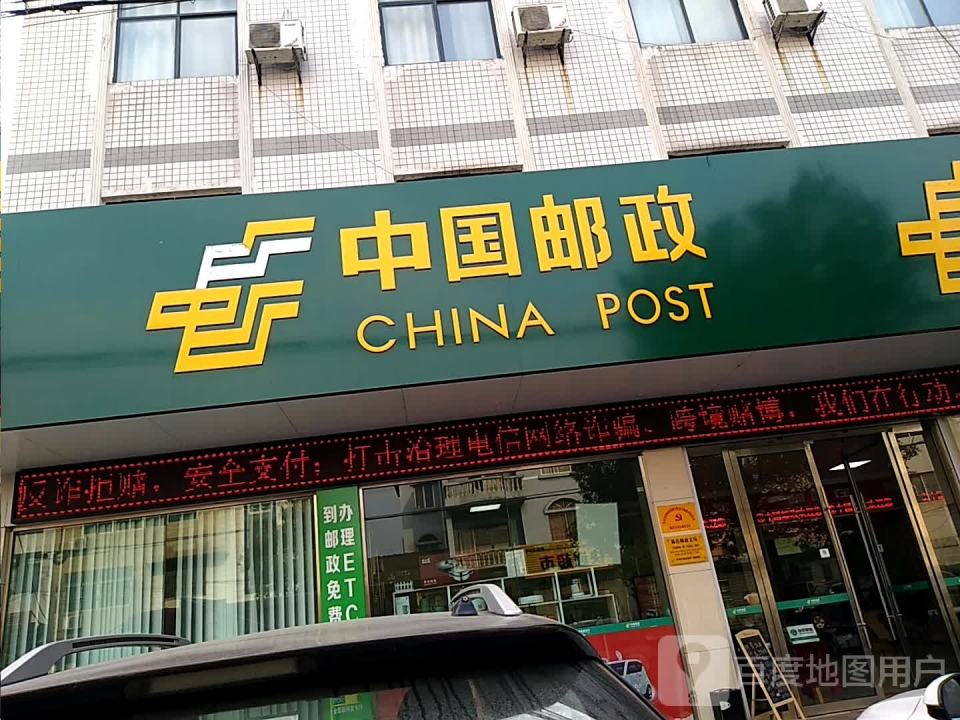 中国邮政
CHINA POST
反诈拒赌，安全支付；打击治理电信网络诈骗、跨境赌博，我们在行动。
办理ETC
到邮政免费
百度地图用户